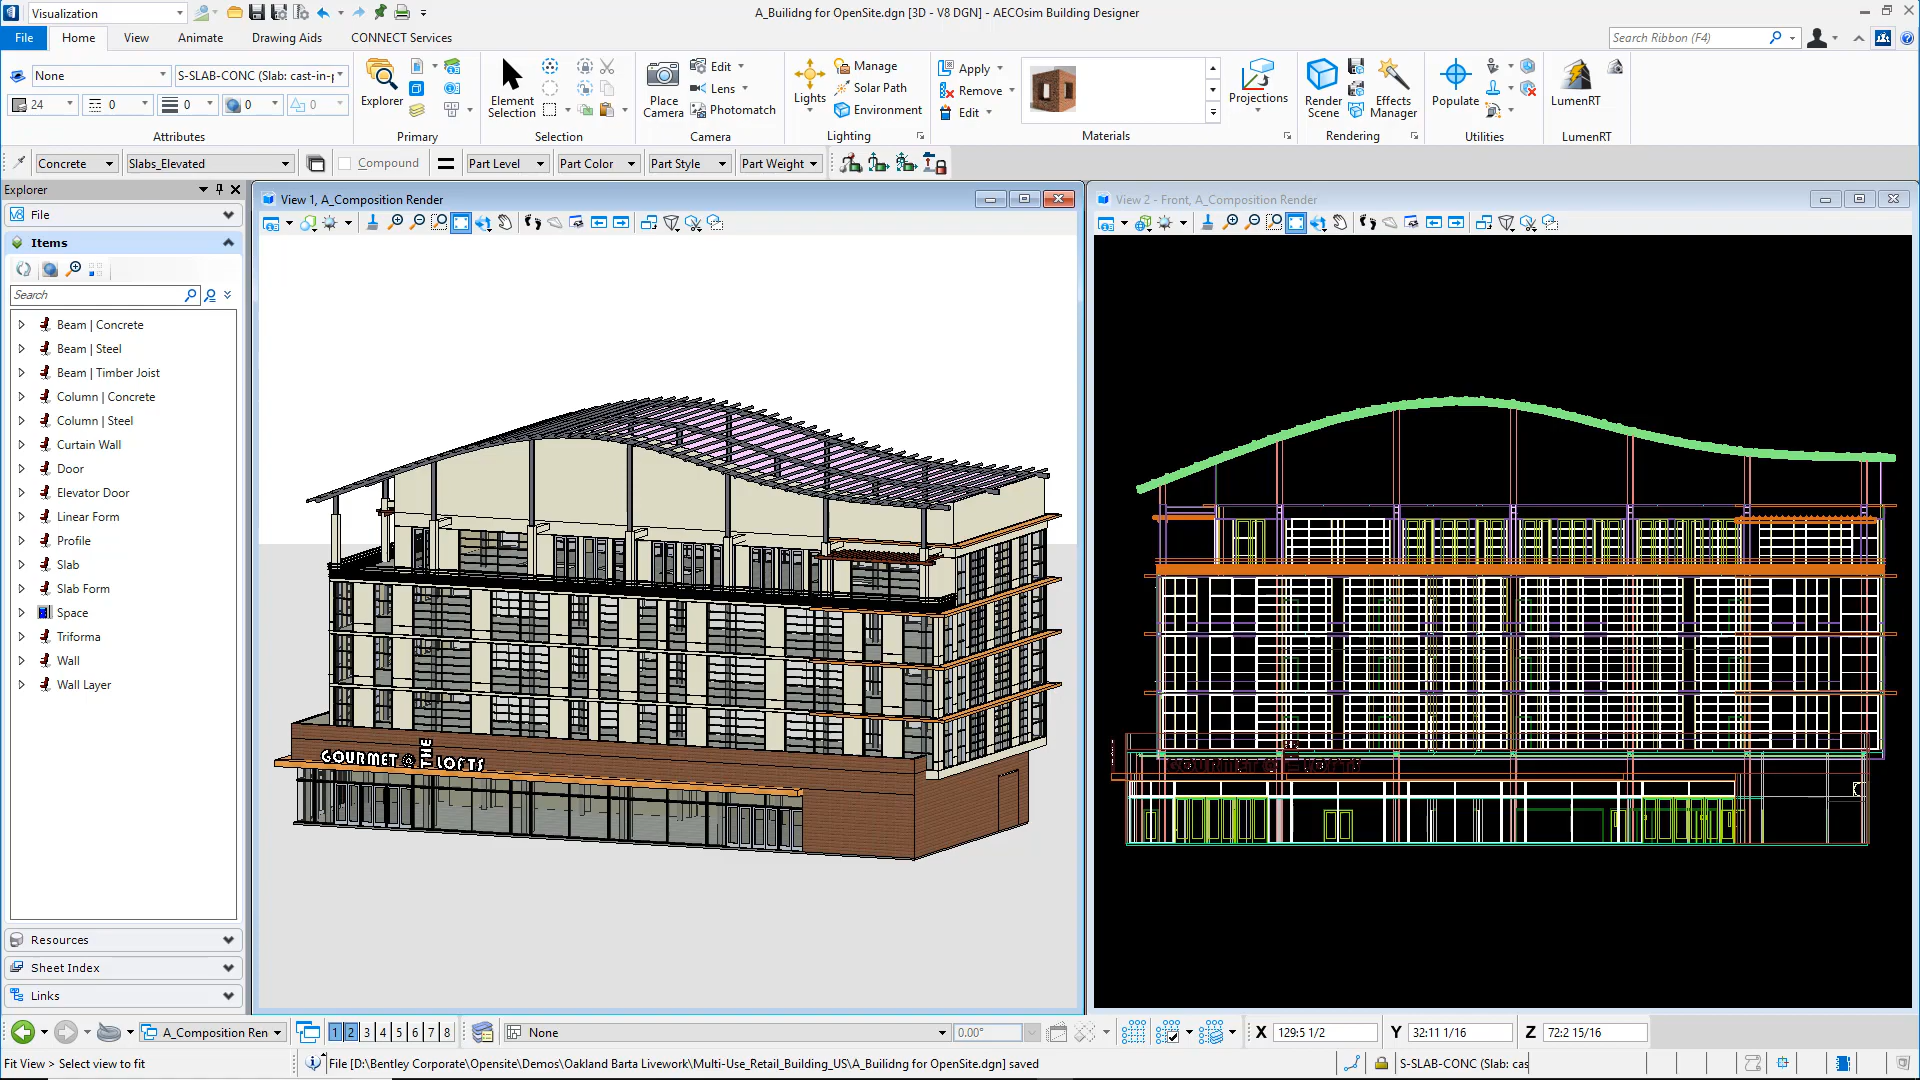 Visualization
A_Builidng for OpenSite.dgn [3D - V8 DGN] - AECOsim Building Designer
File
Home
View
Animate
Drawing Aids
CONNECT Services
Search Ribbon (F4)
None
S-SLAB-CONC (Slab: cast-in-p
24
0
0
0
0
Attributes
Explorer
Primary
Element Selection
Selection
Place Camera
Edit
Lens
Photomatch
Camera
Lights
Manage
Solar Path
Environment
Lighting
Apply
Remove
Edit
Materials
Projections
Render Scene
Effects Manager
Rendering
Populate
Utilities
LumenRT
LumenRT
Concrete
Slabs_Elevated
Compound
Part Level
Part Color
Part Style
Part Weight
Explorer
File
Items
Search
Beam | Concrete
Beam | Steel
Beam | Timber Joist
Column | Concrete
Column | Steel
Curtain Wall
Door
Elevator Door
Linear Form
Profile
Slab
Slab Form
Space
Triforma
Wall
Wall Layer
Resources
Sheet Index
Links
View 1, A_Composition Render
GOURMET @ THE LOFTS
View 2 - Front, A_Composition Render
GOURMET @ THE LOFTS
A_Composition Ren
1 2 3 4 5 6 7 8
None
0.00°
X 129:5 1/2
Y 32:11 1/16
Z 72:2 15/16
Fit View > Select view to fit
File [D:\Bentley Corporate\Opensite\Demos\Oakland Barta Livework\Multi-Use_Retail_Building_US\A_Builidng for OpenSite.dgn] saved
S-SLAB-CONC (Slab: cas